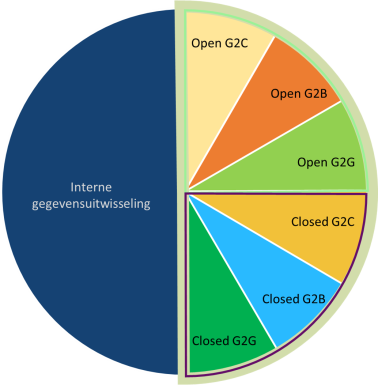 Open G2C
Open G2B
Open G2G
Interne
gegevensuitwisseling
Closed G2C
Closed G2B
Closed G2G